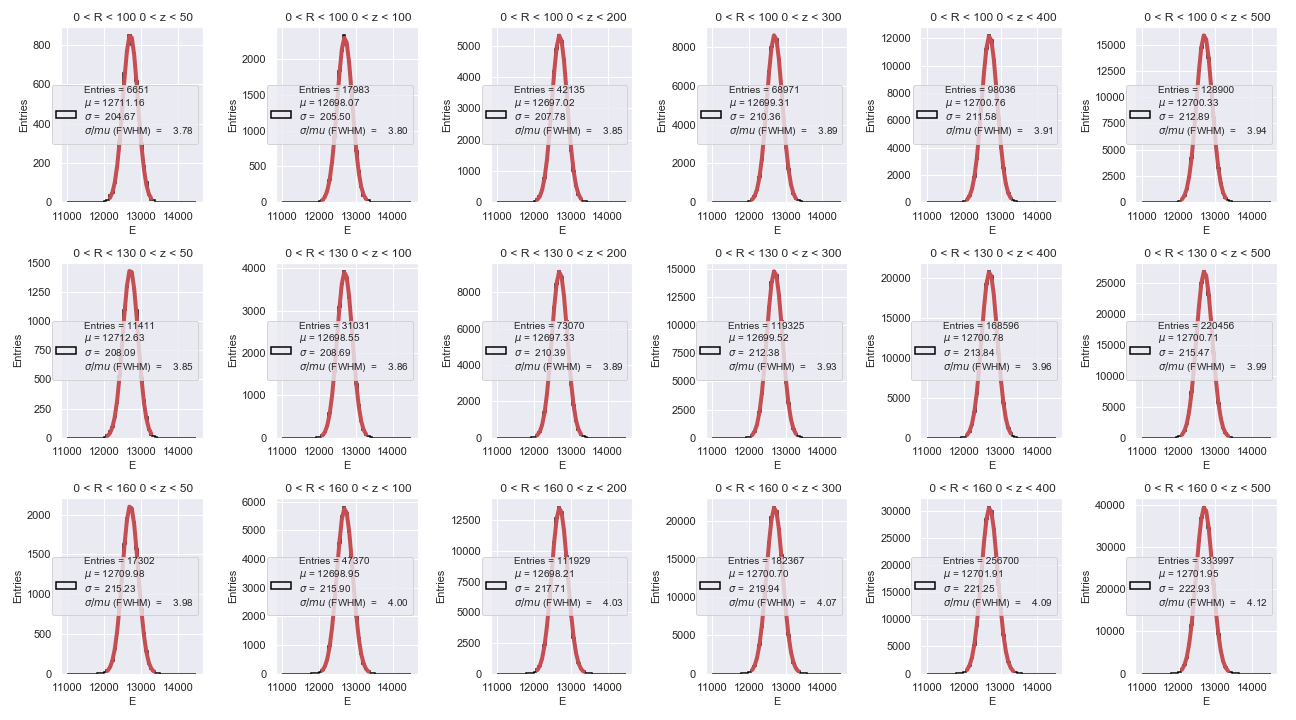 0 < R < 100 0 < z < 50
Entries
800
600
400
200
0
Entries = 6651
μ = 12711.16
σ = 204.67
σ/mu (FWHM) = 3.78
11000 12000 13000 14000
E
0 < R < 100 0 < z < 100
Entries
2000
1500
1000
500
0
Entries = 17983
μ = 12698.07
σ = 205.50
σ/mu (FWHM) = 3.80
11000 12000 13000 14000
E
0 < R < 100 0 < z < 200
Entries
5000
4000
3000
2000
1000
0
Entries = 42135
μ = 12697.02
σ = 207.78
σ/mu (FWHM) = 3.85
11000 12000 13000 14000
E
0 < R < 100 0 < z < 300
Entries
8000
6000
4000
2000
0
Entries = 68971
μ = 12699.31
σ = 210.36
σ/mu (FWHM) = 3.89
11000 12000 13000 14000
E
0 < R < 100 0 < z < 400
Entries
12000
10000
8000
6000
4000
2000
0
Entries = 98036
μ = 12700.76
σ = 211.58
σ/mu (FWHM) = 3.91
11000 12000 13000 14000
E
0 < R < 100 0 < z < 500
Entries
15000
12500
10000
7500
5000
2500
0
Entries = 128900
μ = 12700.33
σ = 212.89
σ/mu (FWHM) = 3.94
11000 12000 13000 14000
E
0 < R < 130 0 < z < 50
Entries
1500
1250
1000
750
500
250
0
Entries = 11411
μ = 12712.63
σ = 208.09
σ/mu (FWHM) = 3.85
11000 12000 13000 14000
E
0 < R < 130 0 < z < 100
Entries
4000
3000
2000
1000
0
Entries = 31031
μ = 12698.55
σ = 208.69
σ/mu (FWHM) = 3.86
11000 12000 13000 14000
E
0 < R < 130 0 < z < 200
Entries
8000
6000
4000
2000
0
Entries = 73070
μ = 12697.33
σ = 210.39
σ/mu (FWHM) = 3.89
11000 12000 13000 14000
E
0 < R < 130 0 < z < 300
Entries
15000
12500
10000
7500
5000
2500
0
Entries = 119325
μ = 12699.52
σ = 212.38
σ/mu (FWHM) = 3.93
11000 12000 13000 14000
E
0 < R < 130 0 < z < 400
Entries
20000
15000
10000
5000
0
Entries = 168596
μ = 12700.78
σ = 213.84
σ/mu (FWHM) = 3.96
11000 12000 13000 14000
E
0 < R < 130 0 < z < 500
Entries
25000
20000
15000
10000
5000
0
Entries = 220456
μ = 12700.71
σ = 215.47
σ/mu (FWHM) = 3.99
11000 12000 13000 14000
E
0 < R < 160 0 < z < 50
Entries
2000
1500
1000
500
0
Entries = 17302
μ = 12709.98
σ = 215.23
σ/mu (FWHM) = 3.98
11000 12000 13000 14000
E
0 < R < 160 0 < z < 100
Entries
6000
5000
4000
3000
2000
1000
0
Entries = 47370
μ = 12698.95
σ = 215.90
σ/mu (FWHM) = 4.00
11000 12000 13000 14000
E
0 < R < 160 0 < z < 200
Entries
12500
10000
7500
5000
2500
0
Entries = 111929
μ = 12698.21
σ = 217.71
σ/mu (FWHM) = 4.03
11000 12000 13000 14000
E
0 < R < 160 0 < z < 300
Entries
20000
15000
10000
5000
0
Entries = 182367
μ = 12700.70
σ = 219.94
σ/mu (FWHM) = 4.07
11000 12000 13000 14000
E
0 < R < 160 0 < z < 400
Entries
30000
25000
20000
15000
10000
5000
0
Entries = 256700
μ = 12701.91
σ = 221.25
σ/mu (FWHM) = 4.09
11000 12000 13000 14000
E
0 < R < 160 0 < z < 500
Entries
40000
30000
20000
10000
0
Entries = 333997
μ = 12701.95
σ = 222.93
σ/mu (FWHM) = 4.12
11000 12000 13000 14000
E